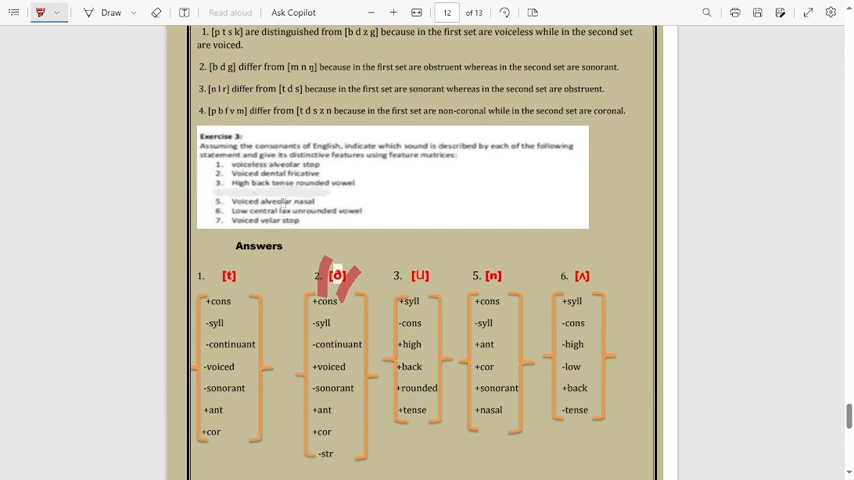 Draw
Read aloud
Ask Copilot
12
of 13
1. [p t s k] are distinguished from [b d z g] because in the first set are voiceless while in the second set
are voiced.
2. [b d g] differ from [m n ŋ] because in the first set are obstruent whereas in the second set are sonorant.
3. [n l r] differ from [t d s] because in the first set are sonorant whereas in the second set are obstruent.
4. [p b f v m] differ from [t d s z n because in the first set are non-coronal while in the second set are coronal.
Exercise 3:
Assuming the consonants of English, indicate which sound is described by each of the following
statement and give its distinctive features using feature matrices:
1. voiceless alveolar stop
2. Voiced dental fricative
3. High back tense rounded vowel
5. Voiced alveolar nasal
6. Low central lax unrounded vowel
7. Voiced velar stop
Answers
1. [t] 2. [ð] 3. [U] 5. [n] 6. [ʌ]
+cons +cons +syll +cons +syll
-syll -syll -cons -syll -cons
-continuant -continuant +high +ant -high
-voiced +voiced +back +cor -low
-sonorant -sonorant +rounded +sonorant +back
+ant +ant +tense +nasal -tense
+cor +cor
-str